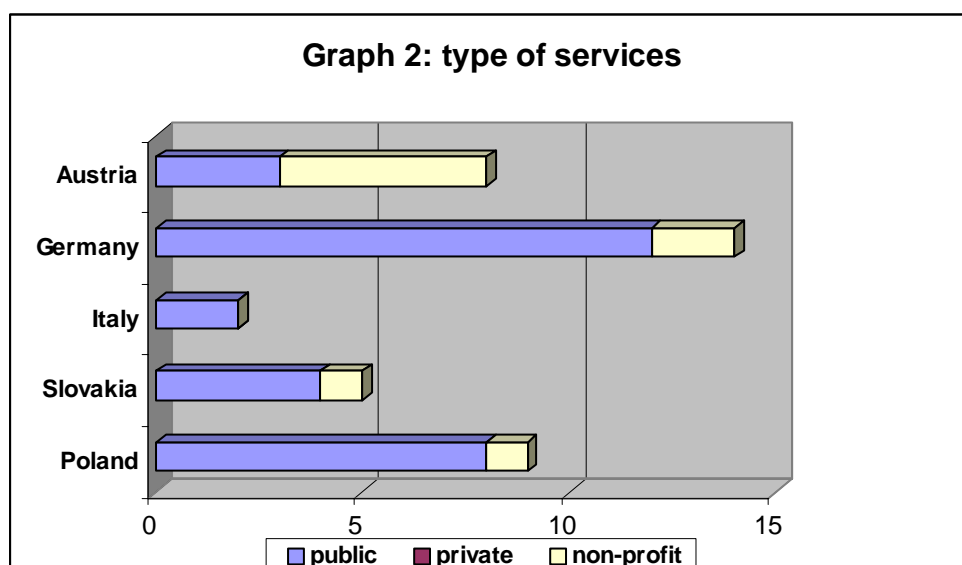 Graph 2: type of services
Austria
Germany
Italy
Slovakia
Poland
0 5 10 15
public private non-profit